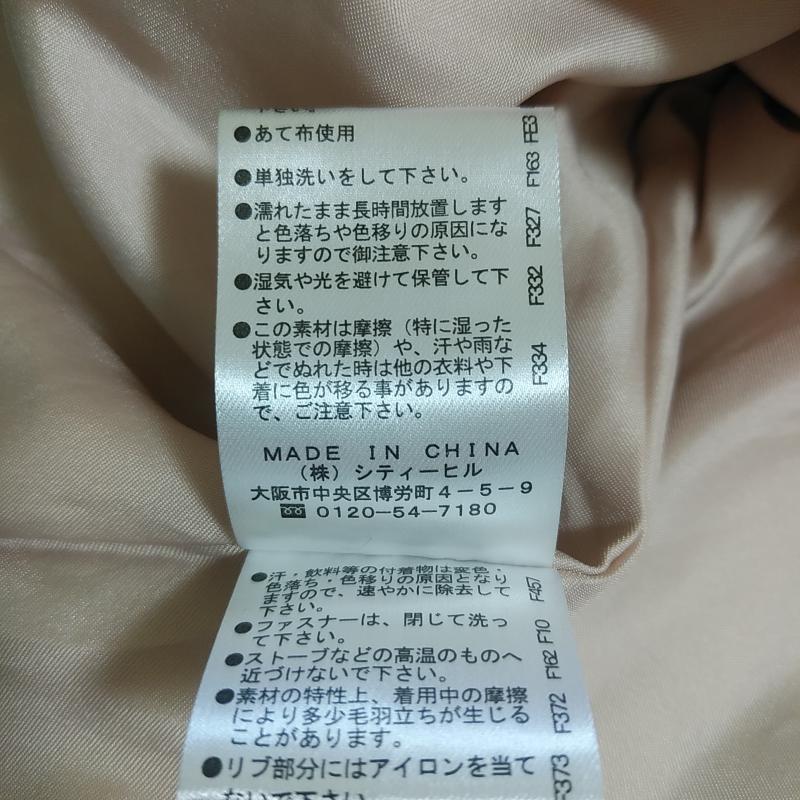 ●あて布使用
●単独洗いをして下さい。
●濡れたまま長時間放置します
と色落ちや色移りの原因にな
りますので御注意下さい。
●湿気や光を避けて保管して下
さい。
●この素材は摩擦（特に湿った
状態での摩擦）や、汗や雨な
どでぬれた時は他の衣料や下
着に色が移る事がありますの
で、ご注意下さい。
FE3
F163
F327
F332
F334
MADE IN CHINA
（株）シティーヒル
大阪市中央区博労町4-5-9
0120-54-7180
●汗・飲料等の付着物は変色・
色落ち・色移りの原因となり
ますので、速やかに除去して
下さい。
●ファスナーは、閉じて洗っ
て下さい。
●ストーブなどの高温のものへ
近づけないで下さい。
●素材の特性上、着用中の摩擦
により多少毛羽立ちが生じる
ことがあります。
●リブ部分にはアイロンを当て
ないで下さい
F457
F10
F162
F372
F373